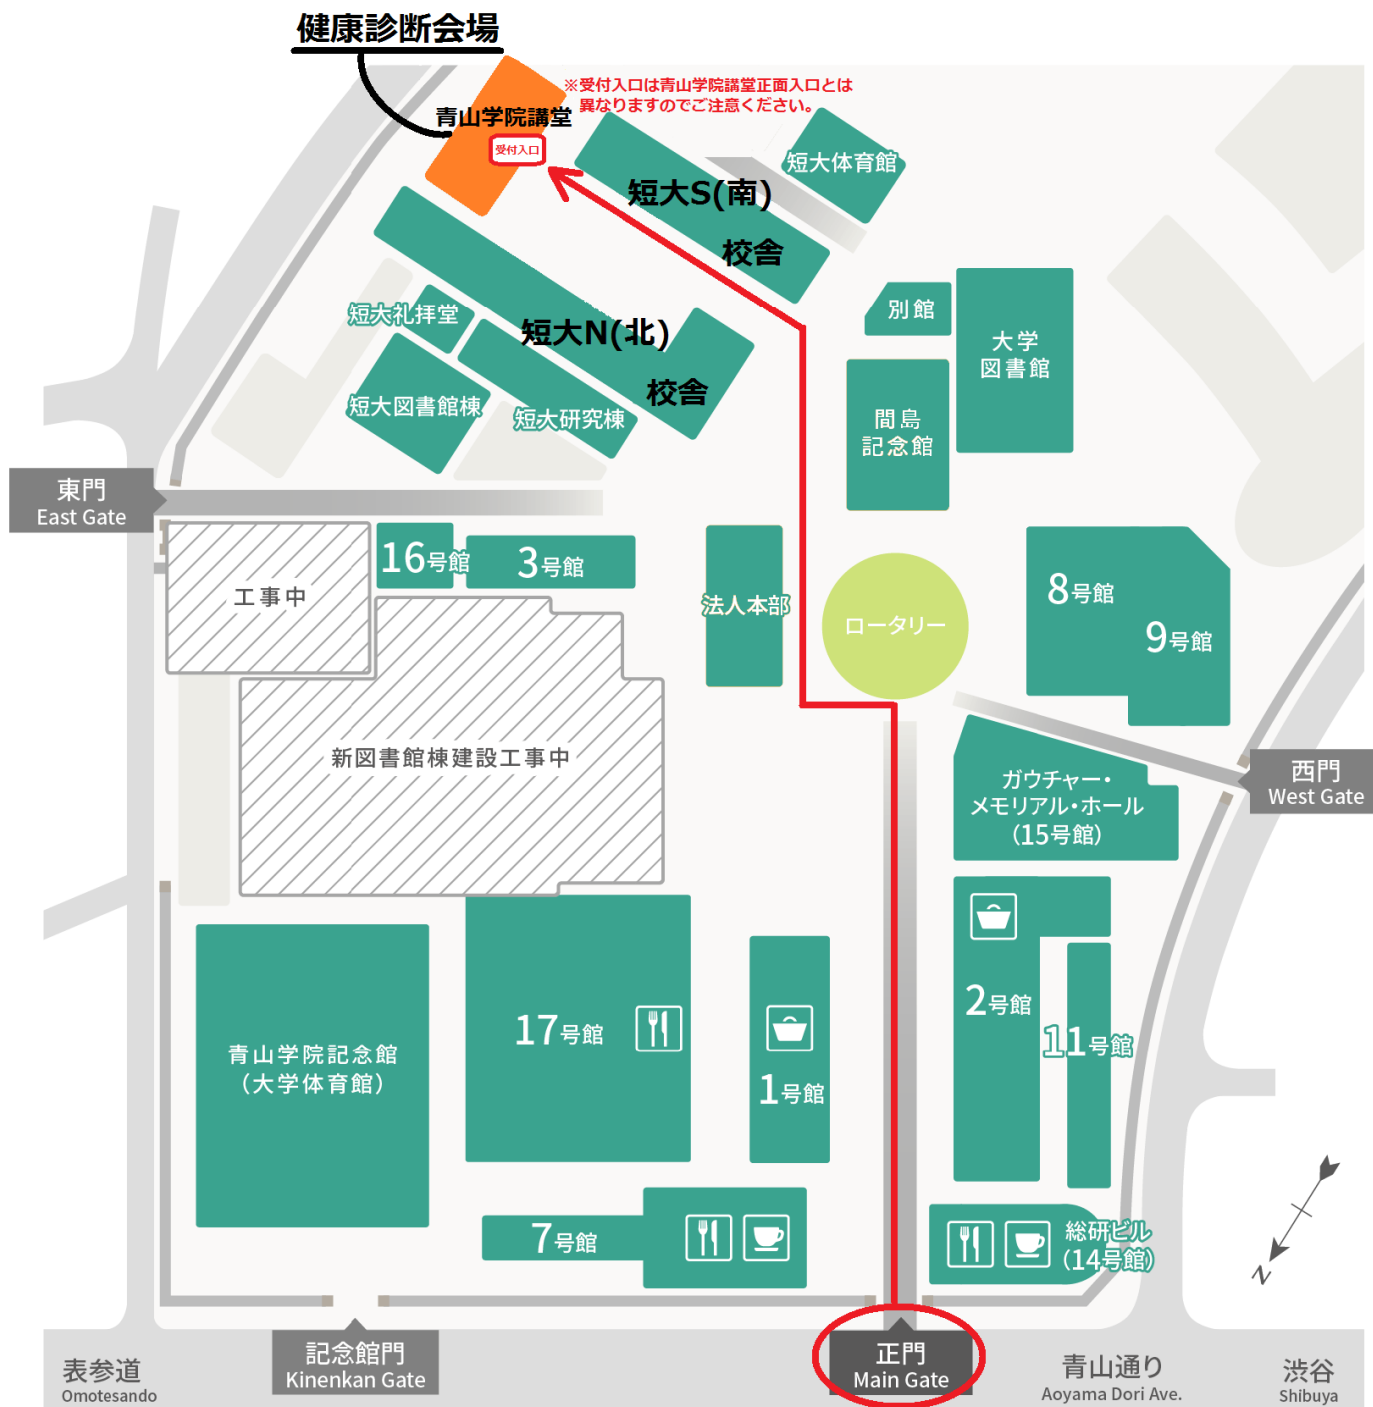 健康診断会場
※受付入口は青山学院講堂正面入口とは
異なりますのでご注意ください。
青山学院講堂
受付入口
短大体育館
短大S(南)
校舎
別館
大学
図書館
短大礼拝堂
短大N(北)
校舎
短大図書館棟
短大研究棟
間島
記念館
東門
East Gate
16号館
3号館
工事中
法人本部
ロータリー
8号館
9号館
新図書館棟建設工事中
ガウチャー・
メモリアル・ホール
(15号館)
西門
West Gate
2号館
11号館
17号館
1号館
青山学院記念館
(大学体育館)
7号館
総研ビル
(14号館)
N
記念館門
Kinenkan Gate
正門
Main Gate
表参道
Omotesando
青山通り
Aoyama Dori Ave.
渋谷
Shibuya